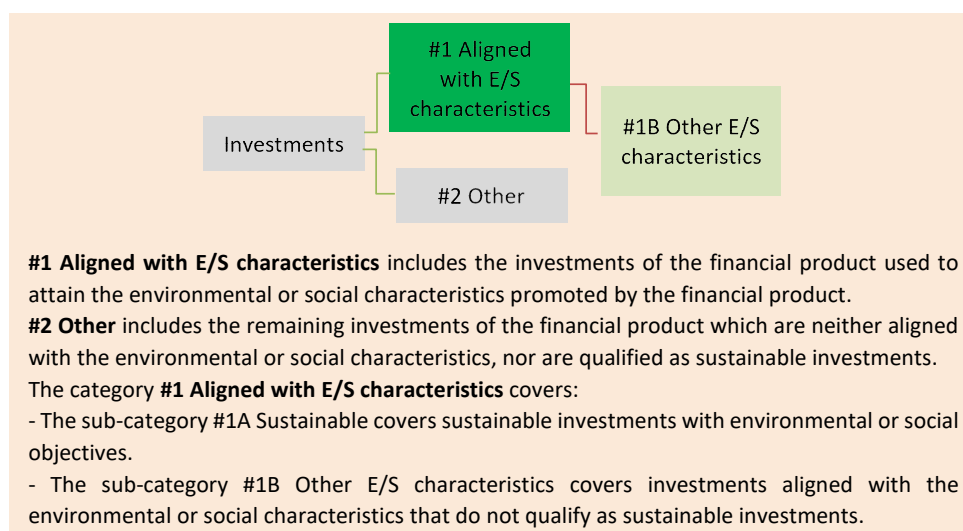 #1 Aligned
with E/S
characteristics
#1B Other E/S
characteristics
Investments
#2 Other
#1 Aligned with E/S characteristics includes the investments of the financial product used to
attain the environmental or social characteristics promoted by the financial product.
#2 Other includes the remaining investments of the financial product which are neither aligned
with the environmental or social characteristics, nor are qualified as sustainable investments.
The category #1 Aligned with E/S characteristics covers:
- The sub-category #1A Sustainable covers sustainable investments with environmental or social
objectives.
- The sub-category #1B Other E/S characteristics covers investments aligned with the
environmental or social characteristics that do not qualify as sustainable investments.